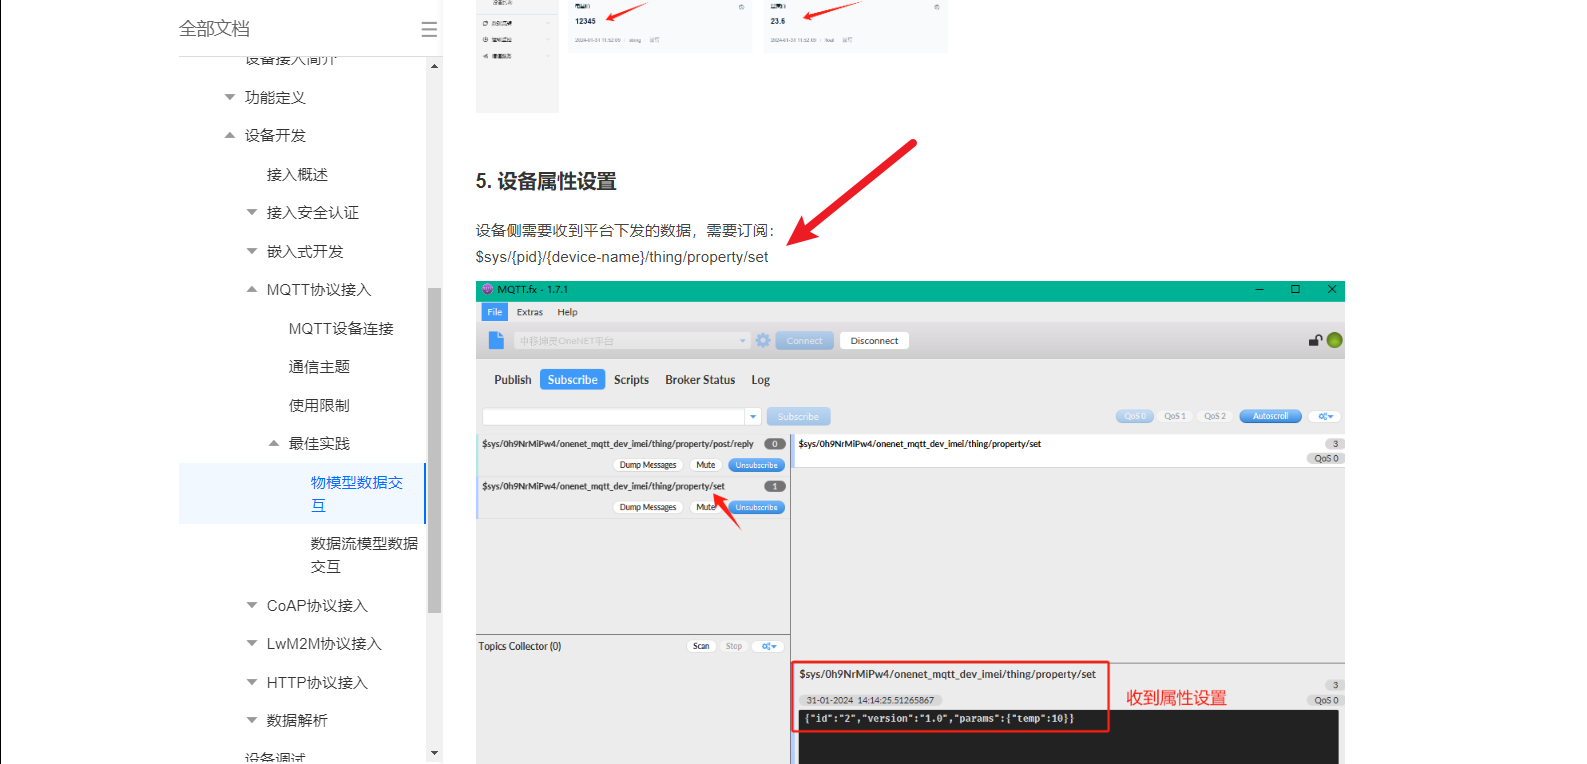 全部文档
设备接入简介
功能定义
设备开发
接入概述
接入安全认证
嵌入式开发
MQTT协议接入
MQTT设备连接
通信主题
使用限制
最佳实践
物模型数据交
互
数据流模型数据
交互
CoAP协议接入
LwM2M协议接入
HTTP协议接入
数据解析
设备调试
12345
23.6
5. 设备属性设置
设备侧需要收到平台下发的数据，需要订阅：
$sys/{pid}/{device-name}/thing/property/set
MQTT.fx - 1.7.1
File Extras Help
中移坤灵OneNET平台
Connect Disconnect
Publish Subscribe Scripts Broker Status Log
Subscribe
QoS 0 QoS 1 QoS 2 Autoscroll
$sys/0h9NrMiPw4/onenet_mqtt_dev_imei/thing/property/post/reply 0
Dump Messages Mute Unsubscribe
$sys/0h9NrMiPw4/onenet_mqtt_dev_imei/thing/property/set 1
Dump Messages Mute Unsubscribe
$sys/0h9NrMiPw4/onenet_mqtt_dev_imei/thing/property/set 3
QoS 0
Topics Collector (0) Scan Stop
$sys/0h9NrMiPw4/onenet_mqtt_dev_imei/thing/property/set
3
31-01-2024 14:14:25.51265867
QoS 0
{"id":"2","version":"1.0","params":{"temp":10}}
收到属性设置